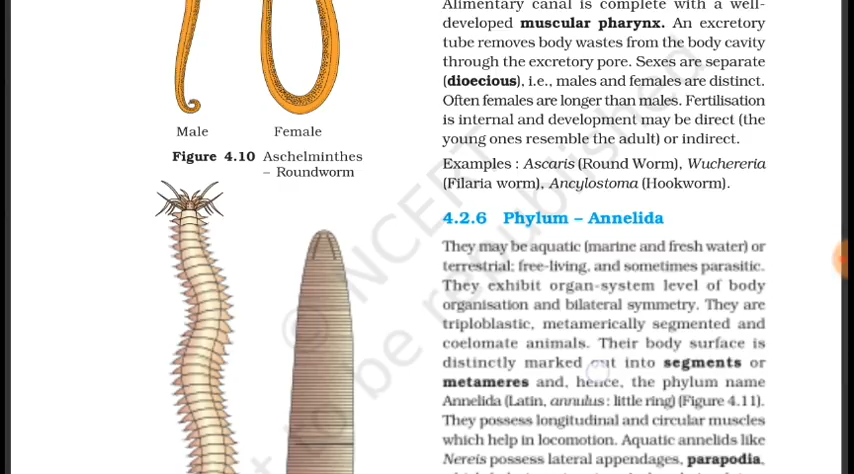 Alimentary canal is complete with a well-
developed muscular pharynx. An excretory
tube removes body wastes from the body cavity
through the excretory pore. Sexes are separate
(dioecious), i.e., males and females are distinct.
Often females are longer than males. Fertilisation
is internal and development may be direct (the
young ones resemble the adult) or indirect.
Examples : Ascaris (Round Worm), Wuchereria
(Filaria worm), Ancylostoma (Hookworm).
Male Female
Figure 4.10 Aschelminthes
– Roundworm
4.2.6 Phylum – Annelida
They may be aquatic (marine and fresh water) or
terrestrial; free-living, and sometimes parasitic.
They exhibit organ-system level of body
organisation and bilateral symmetry. They are
triploblastic, metamerically segmented and
coelomate animals. Their body surface is
distinctly marked out into segments or
metameres and, hence, the phylum name
Annelida (Latin, annulus : little ring) (Figure 4.11).
They possess longitudinal and circular muscles
which help in locomotion. Aquatic annelids like
Nereis possess lateral appendages, parapodia,
© NCERT
not to be republished